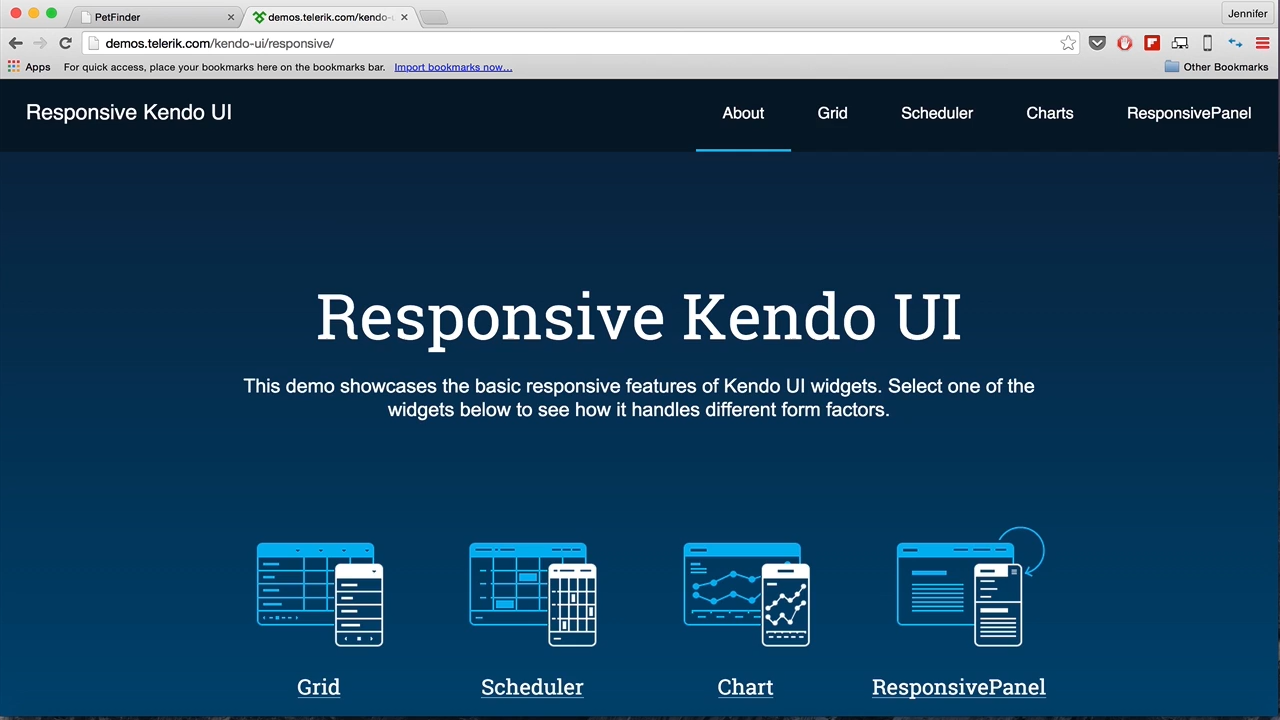 PetFinder
demos.telerik.com/kendo-u
Jennifer
demos.telerik.com/kendo-ui/responsive/
Apps
For quick access, place your bookmarks here on the bookmarks bar.
Import bookmarks now...
Other Bookmarks
Responsive Kendo UI
About
Grid
Scheduler
Charts
ResponsivePanel
Responsive Kendo UI
This demo showcases the basic responsive features of Kendo UI widgets. Select one of the
widgets below to see how it handles different form factors.
Grid
Scheduler
Chart
ResponsivePanel